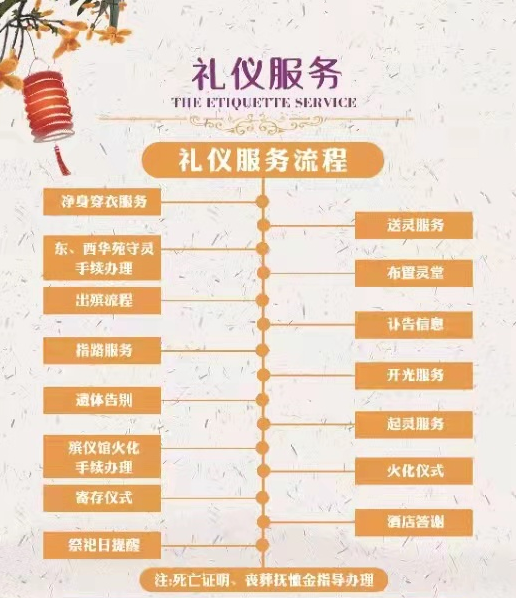 礼仪服务
THE ETIQUETTE SERVICE
礼仪服务流程
净身穿衣服务
送灵服务
东、西华苑守灵
手续办理
布置灵堂
出殡流程
讣告信息
指路服务
开光服务
遗体告别
起灵服务
殡仪馆火化
手续办理
火化仪式
寄存仪式
酒店答谢
祭祀日提醒
注:死亡证明、丧葬抚恤金指导办理